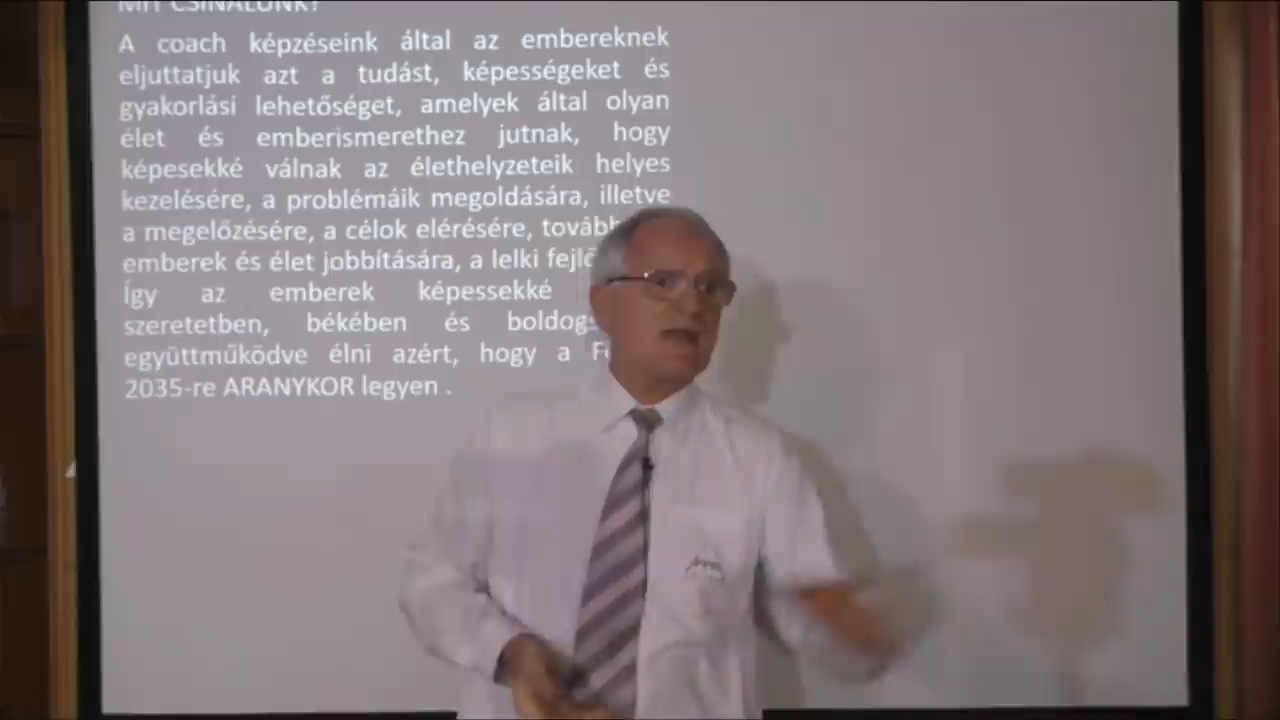 MIT CSINÁLUNK?
A coach képzéseink által az embereknek
eljuttatjuk azt a tudást, képességeket és
gyakorlási lehetőséget, amelyek által olyan
élet és emberismerethez jutnak, hogy
képesekké válnak az élethelyzeteik helyes
kezelésére, a problémáik megoldására, illetve
a megelőzésére, a célok elérésére,
emberek és élet jobbítására, a lelki
Így az emberek képessekké
szeretetben, békében és
együttműködve élni azért, hogy a
2035-re ARANYKOR legyen .